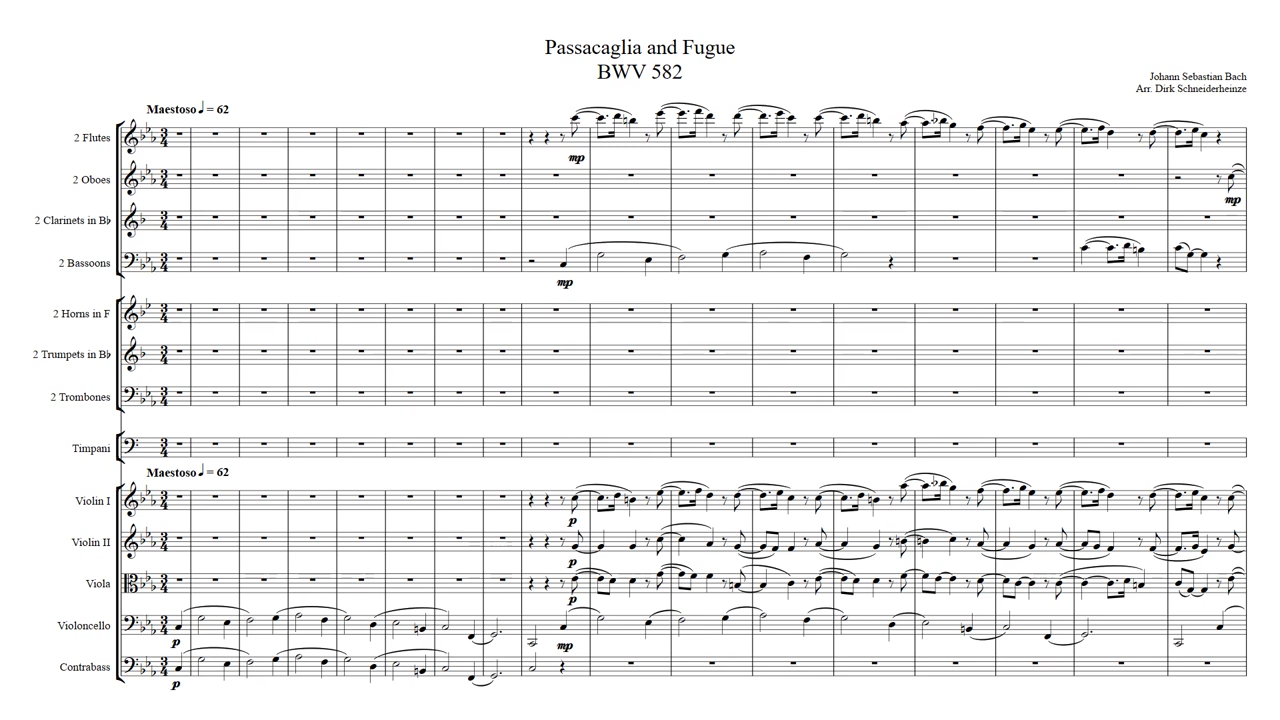 Passacaglia and Fugue
BWV 582
Johann Sebastian Bach
Arr. Dirk Schneiderheinze
Maestoso ♩ = 62
2 Flutes
mp
2 Oboes
mp
2 Clarinets in B♭
2 Bassoons
mp
2 Horns in F
2 Trumpets in B♭
2 Trombones
Timpani
Maestoso ♩ = 62
Violin I
p
Violin II
p
Viola
p
Violoncello
p mp
Contrabass
p